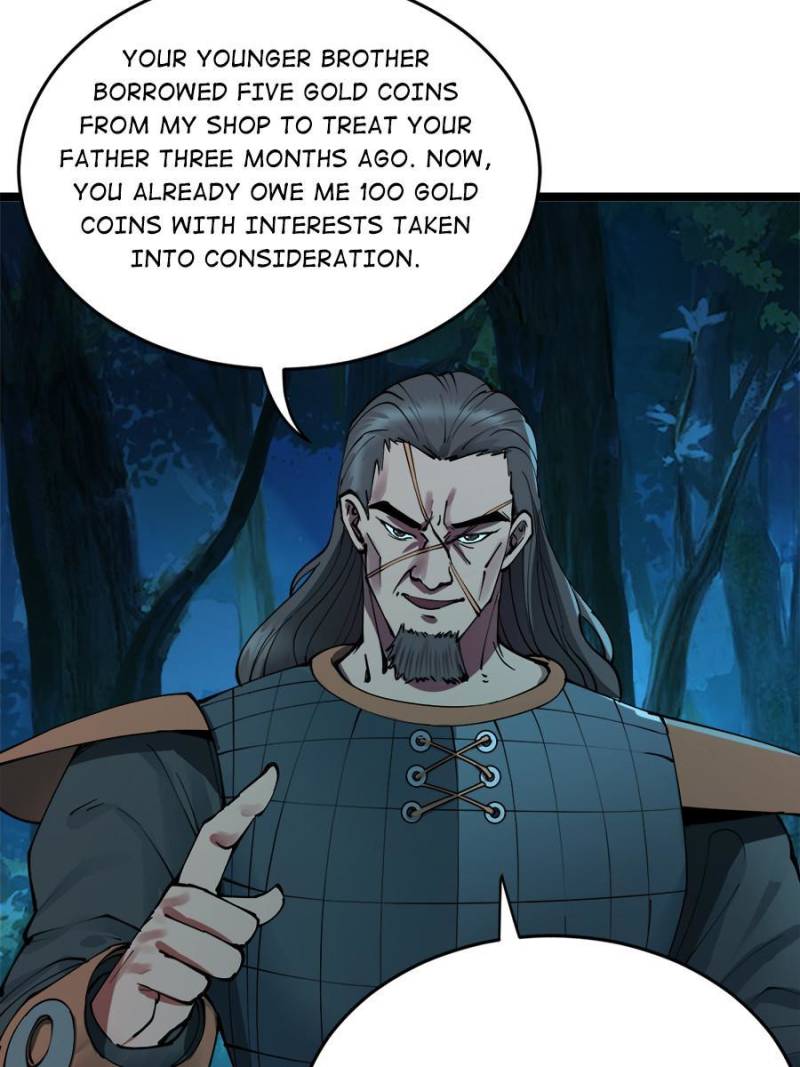 YOUR YOUNGER BROTHER
BORROWED FIVE GOLD COINS
FROM MY SHOP TO TREAT YOUR
FATHER THREE MONTHS AGO. NOW,
YOU ALREADY OWE ME 100 GOLD
COINS WITH INTERESTS TAKEN
INTO CONSIDERATION.